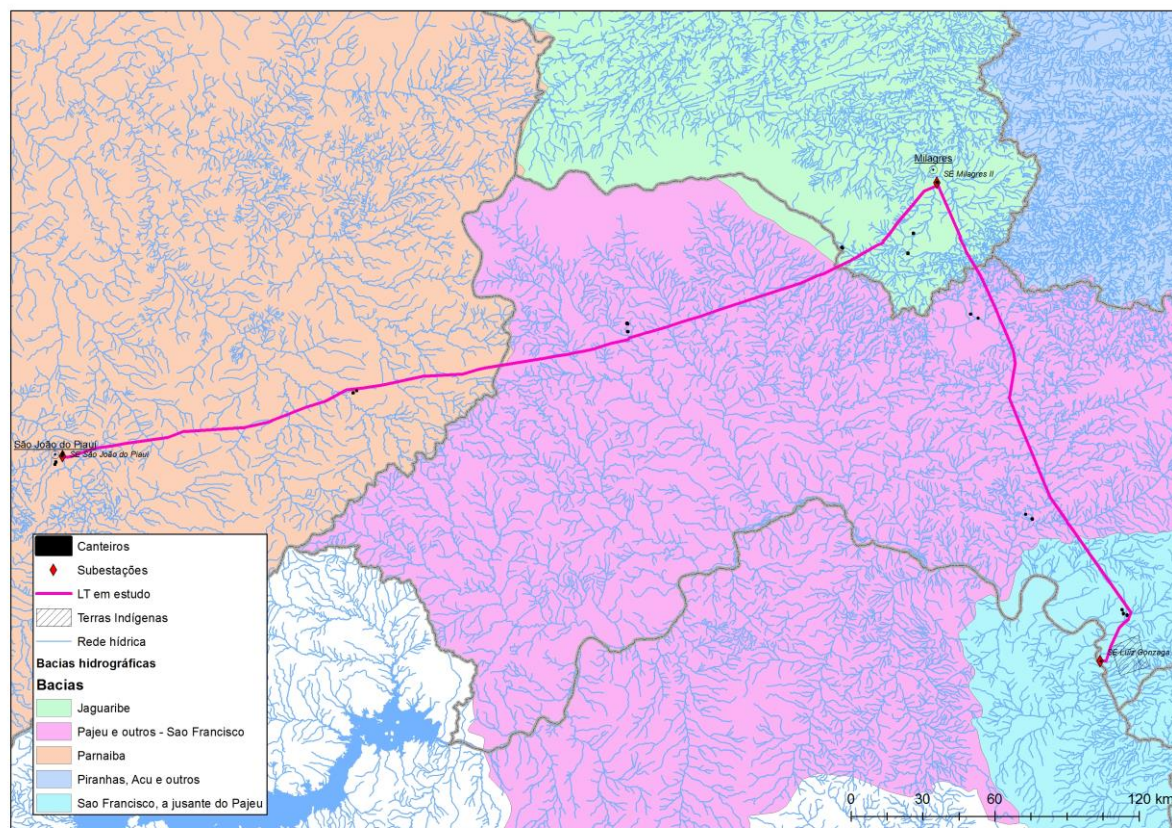 Milagres
SE Milagres II
São João do Piauí
SE São João do Piauí
SE Luiz Gonzaga
Canteiros
Subestações
LT em estudo
Terras Indígenas
Rede hídrica
Bacias hidrográficas
Bacias
Jaguaribe
Pajeu e outros - Sao Francisco
Parnaiba
Piranhas, Acu e outros
Sao Francisco, a jusante do Pajeu
0 30 60 120 km